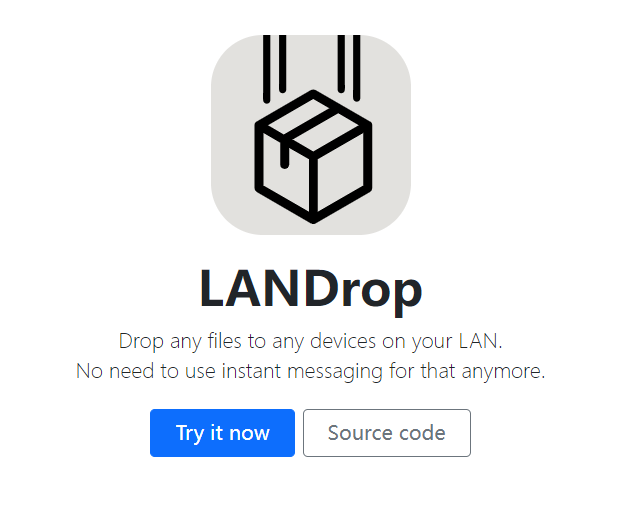 LANDrop
Drop any files to any devices on your LAN.
No need to use instant messaging for that anymore.
Try it now
Source code